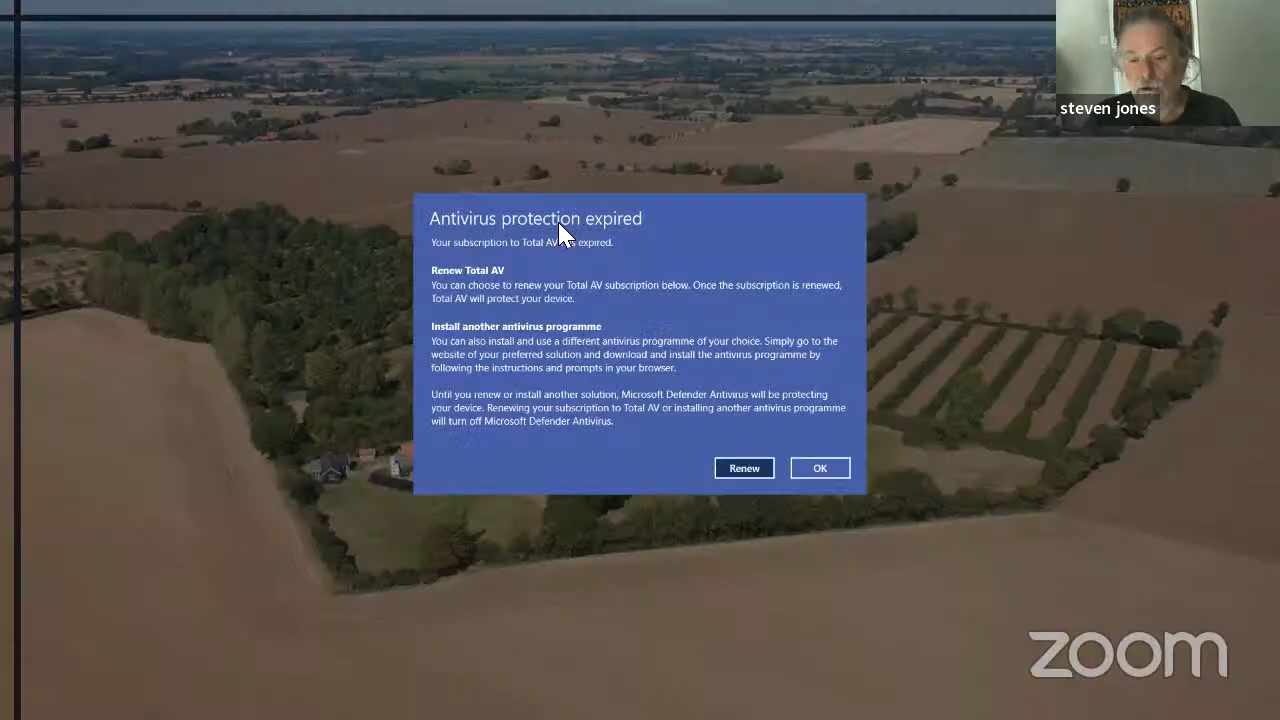 steven jones
Antivirus protection expired
Your subscription to Total AV expired.
Renew Total AV
You can choose to renew your Total AV subscription below. Once the subscription is renewed,
Total AV will protect your device.
Install another antivirus programme
You can also install and use a different antivirus programme of your choice. Simply go to the
website of your preferred solution and download and install the antivirus programme by
following the instructions and prompts in your browser.
Until you renew or install another solution, Microsoft Defender Antivirus will be protecting
your device. Renewing your subscription to Total AV or installing another antivirus programme
will turn off Microsoft Defender Antivirus.
Renew OK
zoom